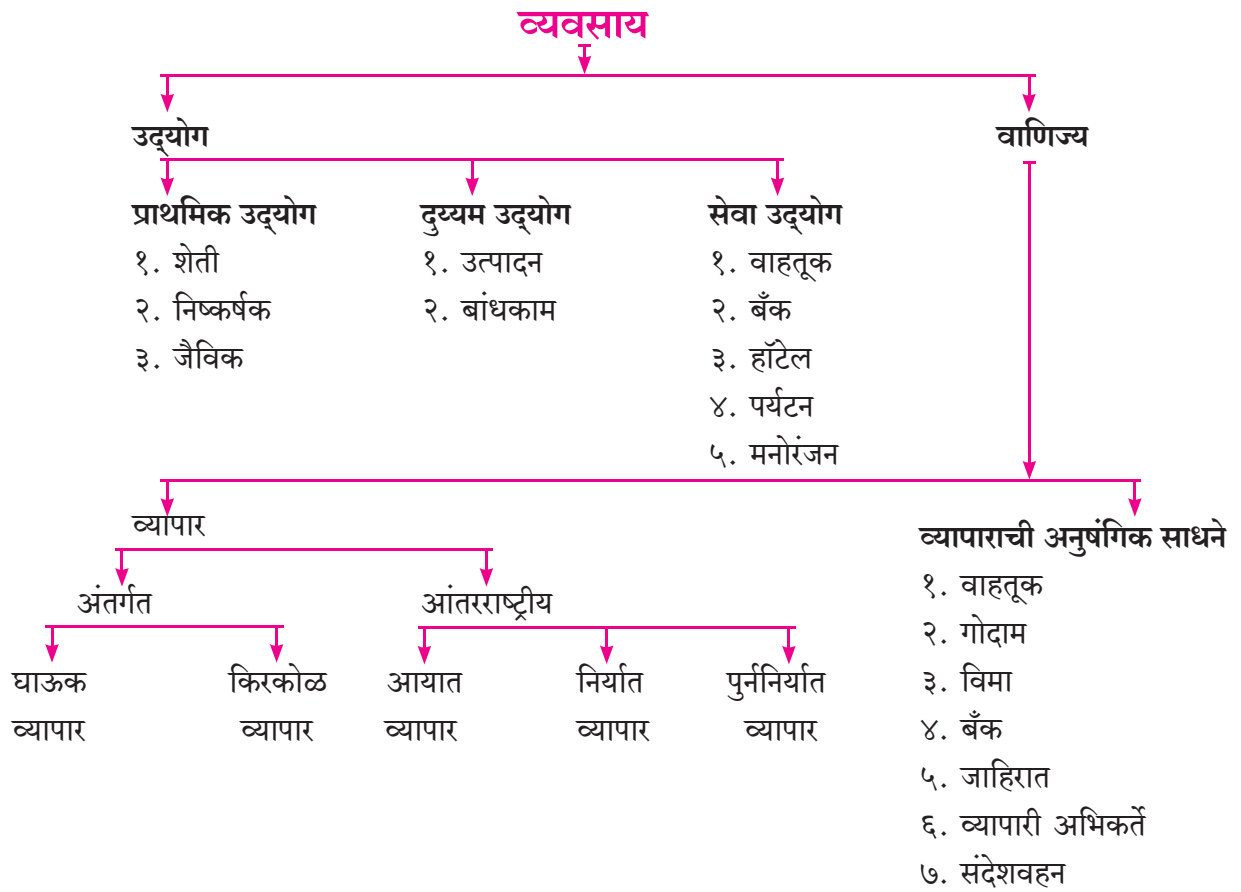 व्यवसाय
उद्‌योग
वाणिज्य
प्राथमिक उद्‌योग
१. शेती
२. निष्कर्षक
३. जैविक
दुय्यम उद्‌योग
१. उत्पादन
२. बांधकाम
सेवा उद्‌योग
१. वाहतूक
२. बँक
३. हॉटेल
४. पर्यटन
५. मनोरंजन
व्यापार
अंतर्गत
घाऊक
व्यापार
किरकोळ
व्यापार
आंतरराष्ट्रीय
आयात
व्यापार
निर्यात
व्यापार
पुर्ननिर्यात
व्यापार
व्यापाराची अनुषंगिक साधने
१. वाहतूक
२. गोदाम
३. विमा
४. बँक
५. जाहिरात
६. व्यापारी अभिकर्ते
७. संदेशवहन